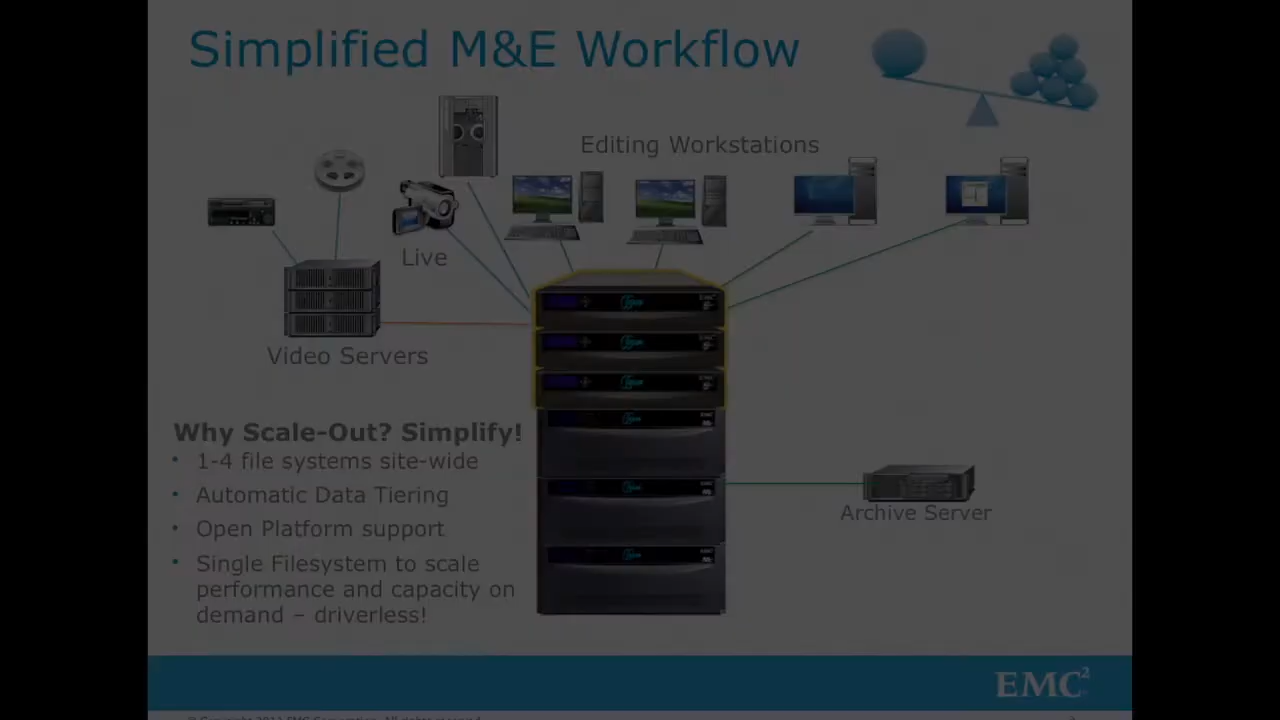 Simplified M&E Workflow
Editing Workstations
Live
Video Servers
Why Scale-Out? Simplify!
• 1-4 file systems site-wide
• Automatic Data Tiering
• Open Platform support
• Single Filesystem to scale
performance and capacity on
demand – driverless!
Archive Server
EMC²